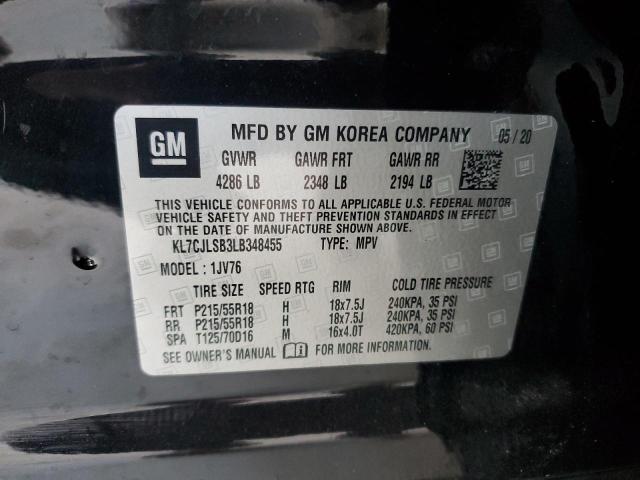 GM MFD BY GM KOREA COMPANY 05/20
GVWR GAWR FRT GAWR RR
4286 LB 2348 LB 2194 LB
THIS VEHICLE CONFORMS TO ALL APPLICABLE U.S. FEDERAL MOTOR
VEHICLE SAFETY AND THEFT PREVENTION STANDARDS IN EFFECT
ON THE DATE OF MANUFACTURE SHOWN ABOVE.
KL7CJLSB3LB348455 TYPE: MPV
MODEL: 1JV76
TIRE SIZE SPEED RTG RIM COLD TIRE PRESSURE
FRT P215/55R18 H 18x7.5J 240KPA, 35 PSI
RR P215/55R18 H 18x7.5J 240KPA, 35 PSI
SPA T125/70D16 M 16x4.0T 420KPA, 60 PSI
SEE OWNER'S MANUAL FOR MORE INFORMATION.